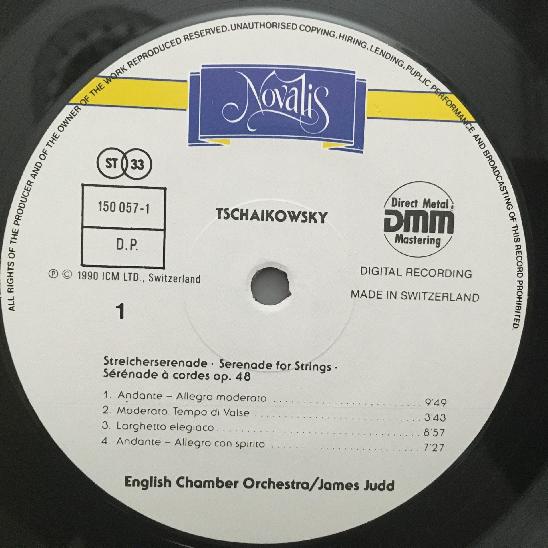 ALL RIGHTS OF THE PRODUCER AND OF THE OWNER OF THE WORK REPRODUCED RESERVED. UNAUTHORISED COPYING, HIRING, LENDING, PUPLIC PERFORMANCE AND BROADCASTING OF THIS RECORD PROHIBITED
Novalis
ST 33
150 057-1
D.P.
TSCHAIKOWSKY
Direct Metal
DMM
Mastering
DIGITAL RECORDING
℗ © 1990 ICM LTD., Switzerland
MADE IN SWITZERLAND
1
Streicherserenade · Serenade for Strings ·
Sérénade à cordes op. 48
1. Andante – Allegro moderato 9'49
2. Moderato. Tempo di Valse 3'43
3. Larghetto elegiaco 8'57
4. Andante – Allegro con spirito 7'27
English Chamber Orchestra/James Judd